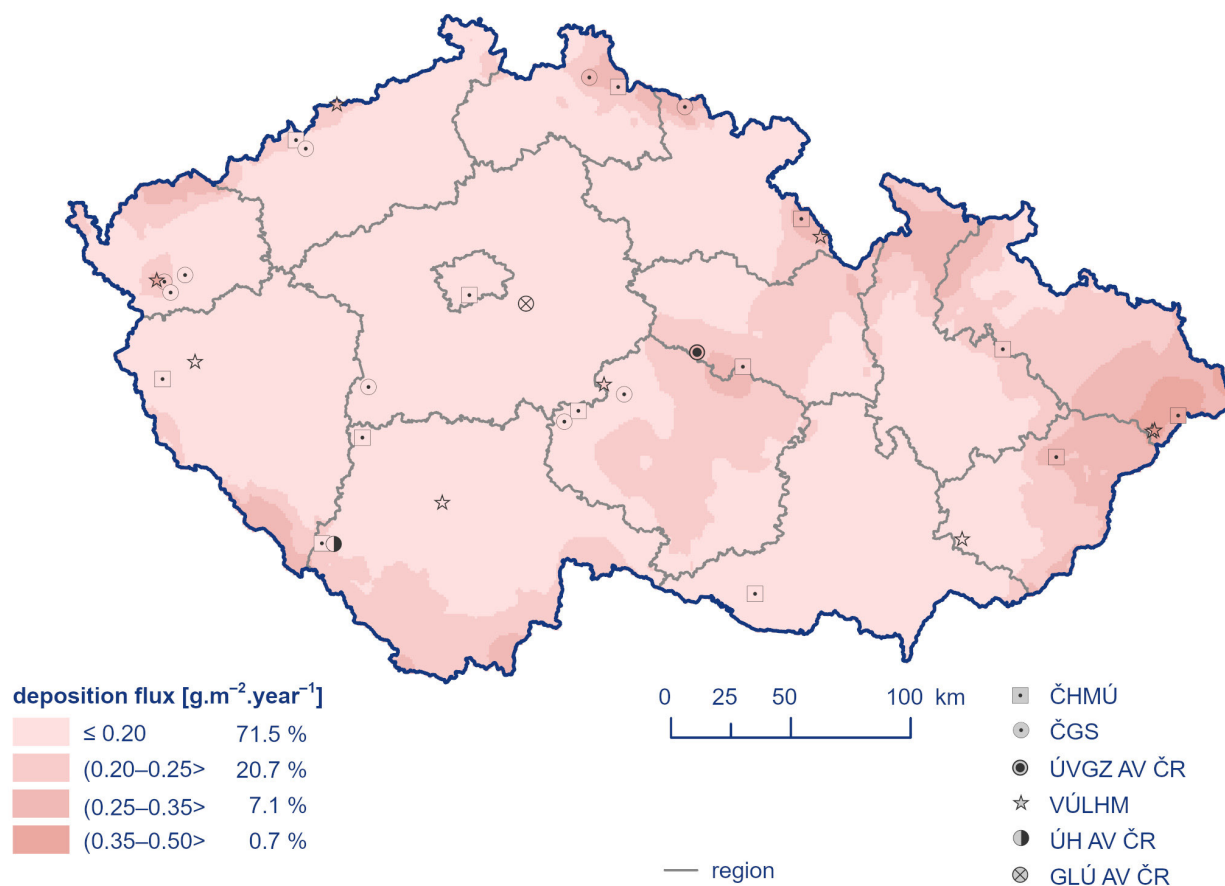 deposition flux [g.m⁻².year⁻¹]
≤ 0.20 71.5 %
(0.20–0.25> 20.7 %
(0.25–0.35> 7.1 %
(0.35–0.50> 0.7 %
0 25 50 100 km
region
ČHMÚ
ČGS
ÚVGZ AV ČR
VÚLHM
ÚH AV ČR
GLÚ AV ČR